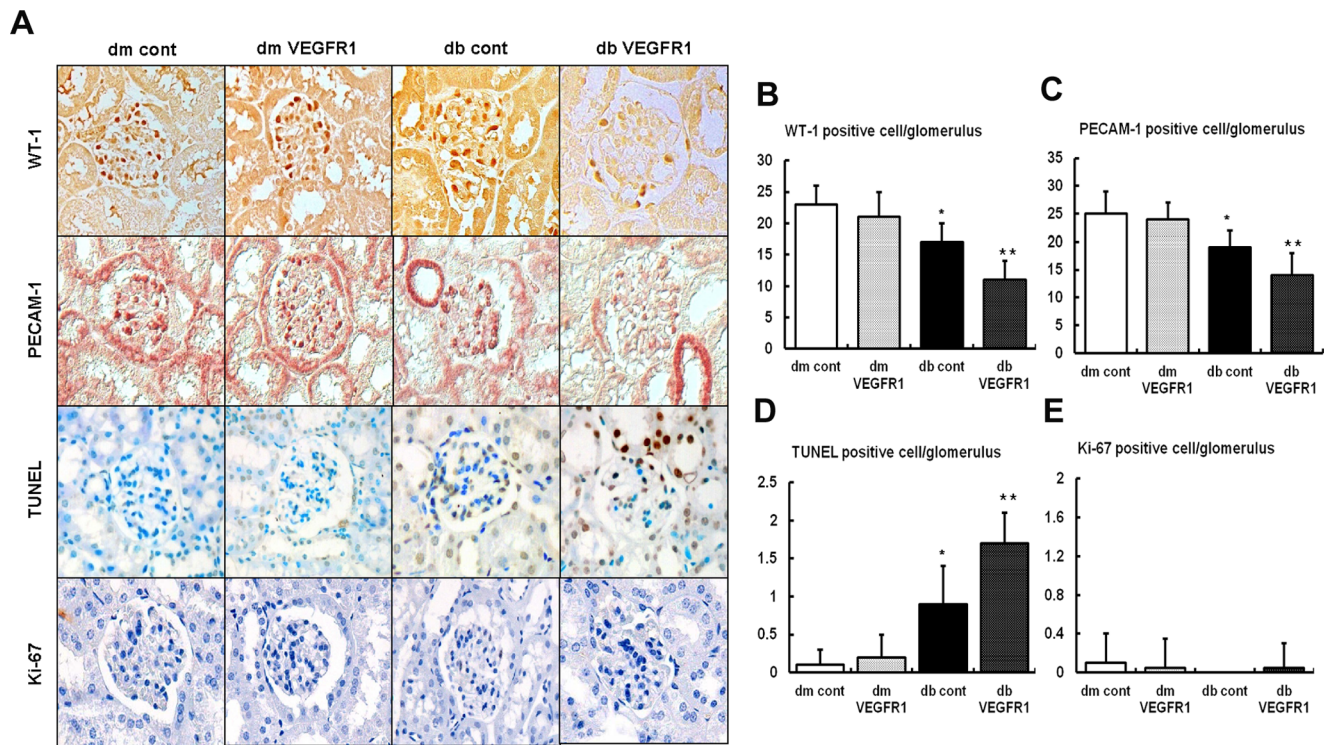 A
dm cont
dm VEGFR1
db cont
db VEGFR1
WT-1
PECAM-1
TUNEL
Ki-67
B
WT-1 positive cell/glomerulus
30
25
20
15
10
5
0
*
**
dm cont
dm
VEGFR1
db cont
db
VEGFR1
C
PECAM-1 positive cell/glomerulus
35
30
25
20
15
10
5
0
*
**
dm cont
dm
VEGFR1
db cont
db
VEGFR1
D
TUNEL positive cell/glomerulus
2.5
2
1.5
1
0.5
0
*
**
dm cont
dm
VEGFR1
db cont
db
VEGFR1
E
Ki-67 positive cell/glomerulus
2
1.6
1.2
0.8
0.4
0
dm cont
dm
VEGFR1
db cont
db
VEGFR1